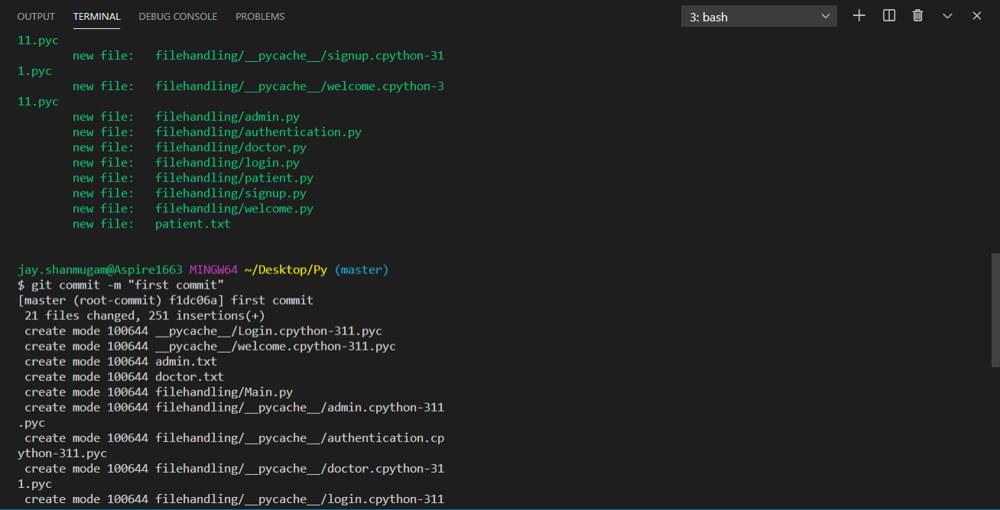 OUTPUT TERMINAL DEBUG CONSOLE PROBLEMS 3: bash
11.pyc
new file: filehandling/__pycache__/signup.cpython-31
1.pyc
new file: filehandling/__pycache__/welcome.cpython-3
11.pyc
new file: filehandling/admin.py
new file: filehandling/authentication.py
new file: filehandling/doctor.py
new file: filehandling/login.py
new file: filehandling/patient.py
new file: filehandling/signup.py
new file: filehandling/welcome.py
new file: patient.txt
jay.shanmugam@Aspire1663 MINGW64 ~/Desktop/Py (master)
$ git commit -m "first commit"
[master (root-commit) f1dc06a] first commit
21 files changed, 251 insertions(+)
create mode 100644 __pycache__/Login.cpython-311.pyc
create mode 100644 __pycache__/welcome.cpython-311.pyc
create mode 100644 admin.txt
create mode 100644 doctor.txt
create mode 100644 filehandling/Main.py
create mode 100644 filehandling/__pycache__/admin.cpython-311
.pyc
create mode 100644 filehandling/__pycache__/authentication.cp
ython-311.pyc
create mode 100644 filehandling/__pycache__/doctor.cpython-31
1.pyc
create mode 100644 filehandling/__pycache__/login.cpython-311